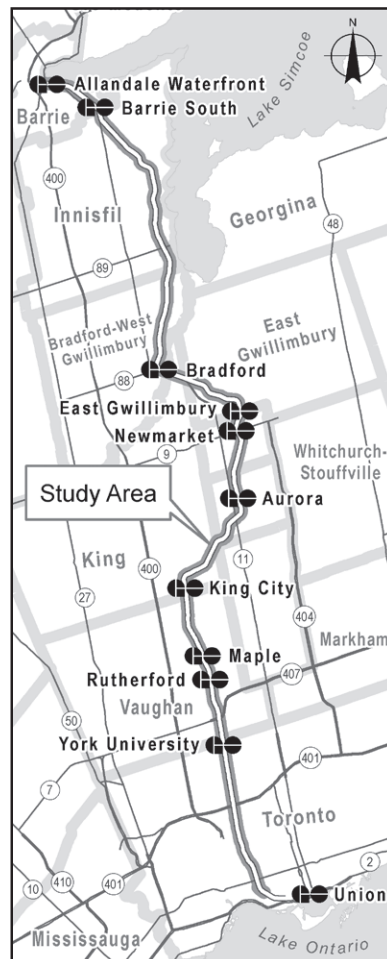 N
Lake Simcoe
Allandale Waterfront
Barrie South
Barrie
400
Innisfil
Georgina
48
89
Bradford-West
Gwillimbury
East
Gwillimbury
Bradford
88
East Gwillimbury
Newmarket
9
Whitchurch-
Stouffville
Study Area
Aurora
King
11
400
King City
27
404
Markham
Maple
407
Rutherford
Vaughan
50
York University
401
7
Toronto
2
10
410
401
Union
Mississauga
Lake Ontario